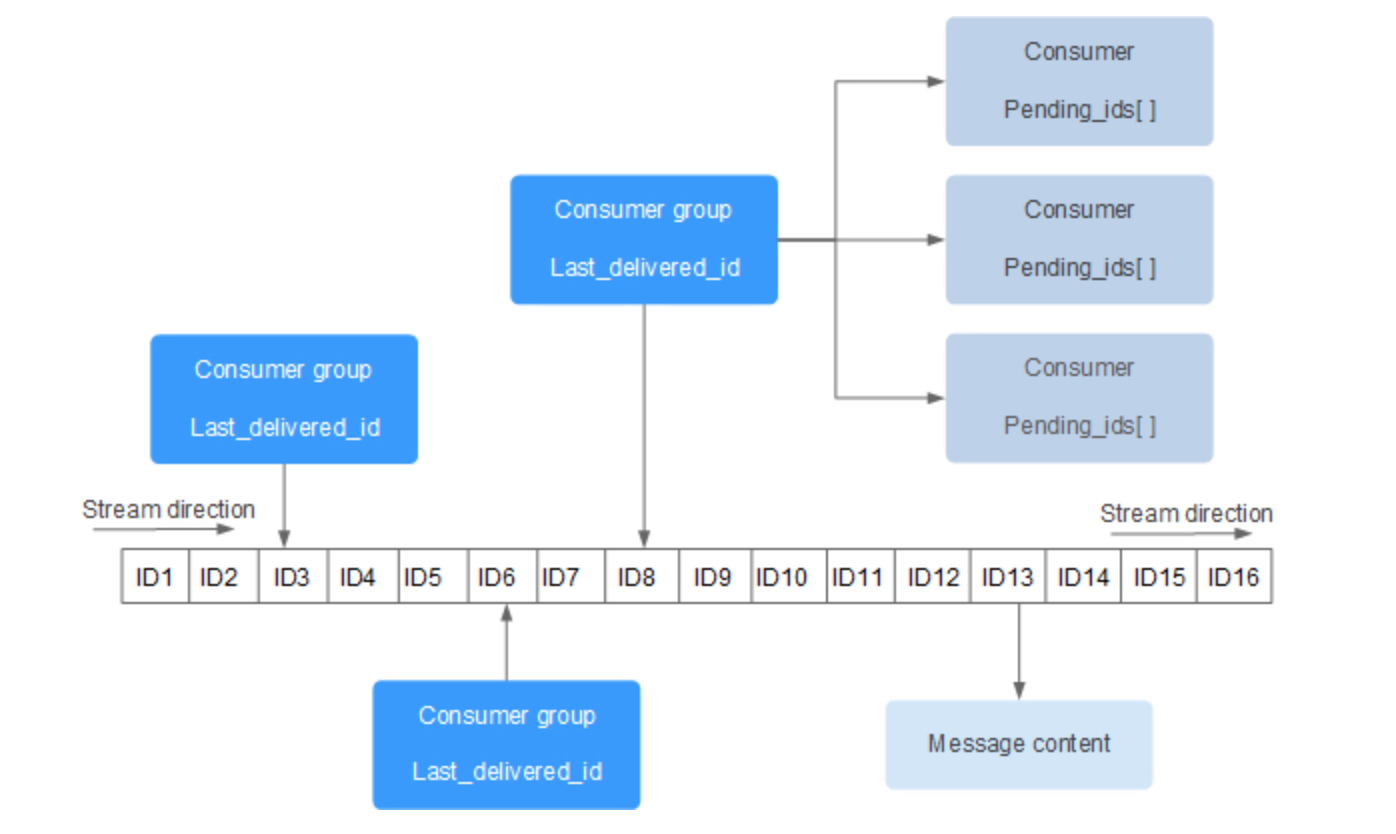 Consumer
Pending_ids[ ]
Consumer group
Last_delivered_id
Consumer
Pending_ids[ ]
Consumer group
Last_delivered_id
Consumer
Pending_ids[ ]
Stream direction
Stream direction
ID1 ID2 ID3 ID4 ID5 ID6 ID7 ID8 ID9 ID10 ID11 ID12 ID13 ID14 ID15 ID16
Consumer group
Last_delivered_id
Message content